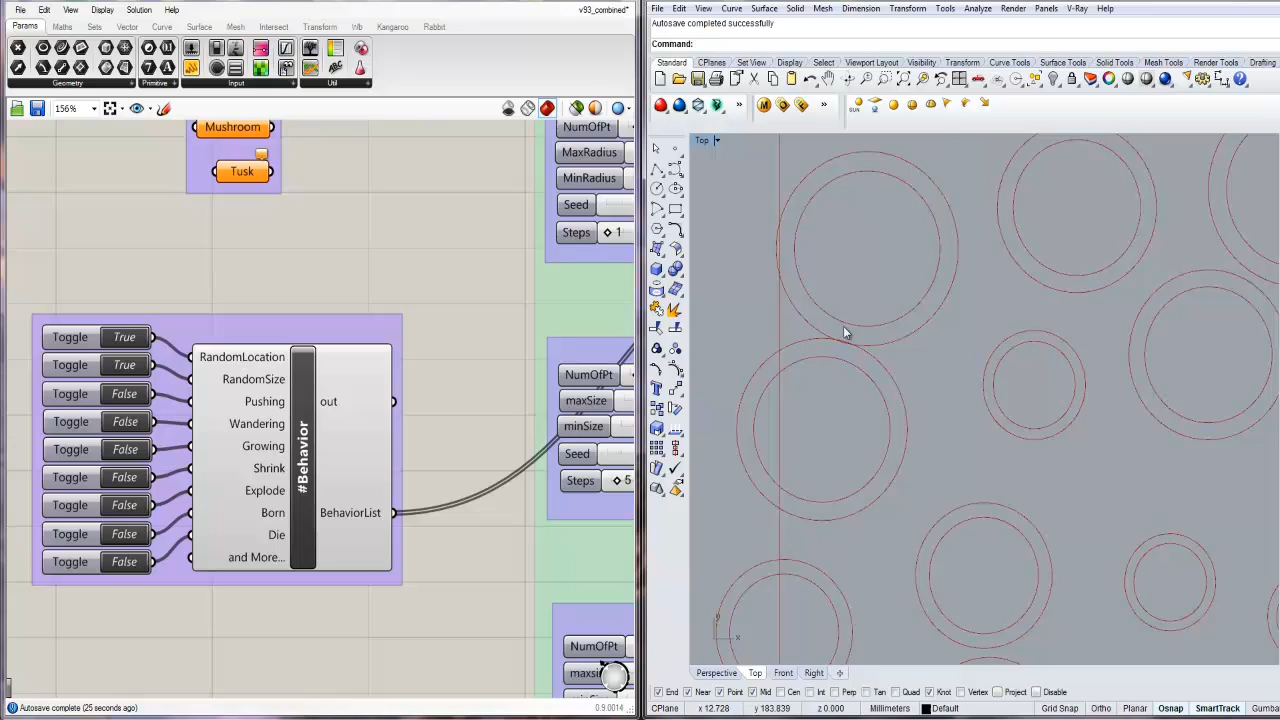 File Edit View Display Solution Help v93_combined*
Params Maths Sets Vector Curve Surface Mesh Intersect Transform Wb Kangaroo Rabbit
Geometry Primitive Input Util
156%
Mushroom
Tusk
NumOfPt
MaxRadius
MinRadius
Seed
Steps 1
Toggle True
Toggle True
Toggle False
Toggle False
Toggle False
Toggle False
Toggle False
Toggle False
Toggle False
RandomLocation
RandomSize
Pushing
Wandering
Growing
Shrink
Explode
Born
Die
and More...
#Behavior
out
BehaviorList
NumOfPt
maxSize
minSize
Seed
Steps 5
NumOfPt
Autosave complete (25 seconds ago) 0.9.0014
File Edit View Curve Surface Solid Mesh Dimension Transform Tools Analyze Render Panels V-Ray Help
Autosave completed successfully
Command:
Standard CPlanes Set View Display Select Viewport Layout Visibility Transform Curve Tools Surface Tools Solid Tools Mesh Tools Render Tools Drafting
SUN
Top
y
x
Perspective Top Front Right
End Near Point Mid Cen Int Perp Tan Quad Knot Vertex Project Disable
CPlane x 12.728 y 183.839 z 0.000 Millimeters Default Grid Snap Ortho Planar Osnap SmartTrack Gumba